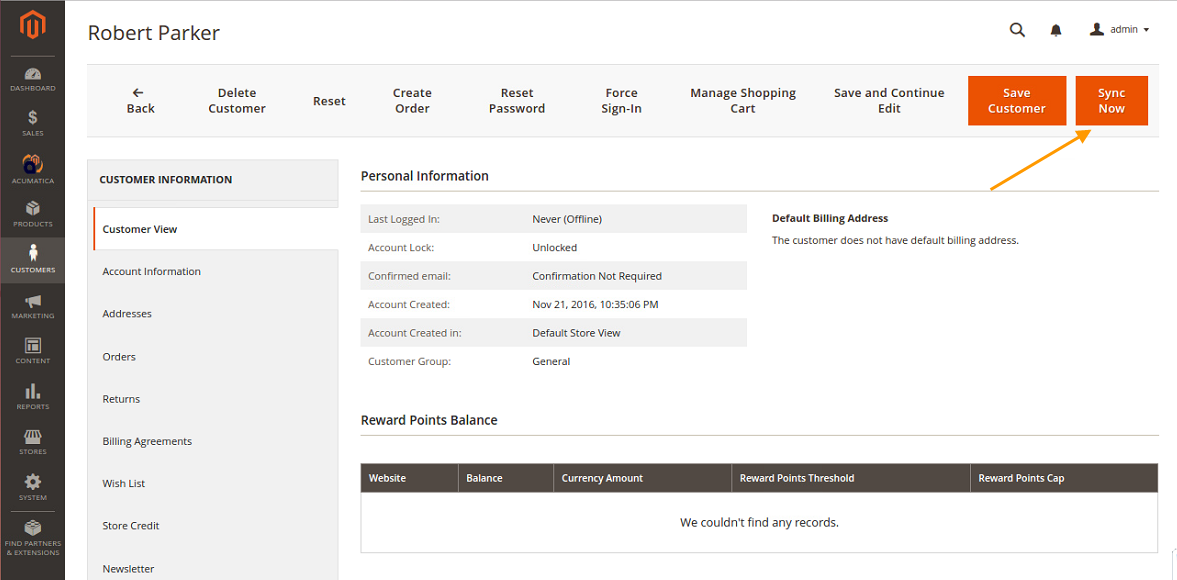 Robert Parker
admin
Back
Delete
Customer
Reset
Create
Order
Reset
Password
Force
Sign-In
Manage Shopping
Cart
Save and Continue
Edit
Save
Customer
Sync
Now
DASHBOARD
SALES
ACUMATICA
PRODUCTS
CUSTOMERS
MARKETING
CONTENT
REPORTS
STORES
SYSTEM
FIND PARTNERS
& EXTENSIONS
CUSTOMER INFORMATION
Customer View
Account Information
Addresses
Orders
Returns
Billing Agreements
Wish List
Store Credit
Newsletter
Personal Information
Last Logged In: Never (Offline)
Account Lock: Unlocked
Confirmed email: Confirmation Not Required
Account Created: Nov 21, 2016, 10:35:06 PM
Account Created in: Default Store View
Customer Group: General
Default Billing Address
The customer does not have default billing address.
Reward Points Balance
Website Balance Currency Amount Reward Points Threshold Reward Points Cap
We couldn't find any records.